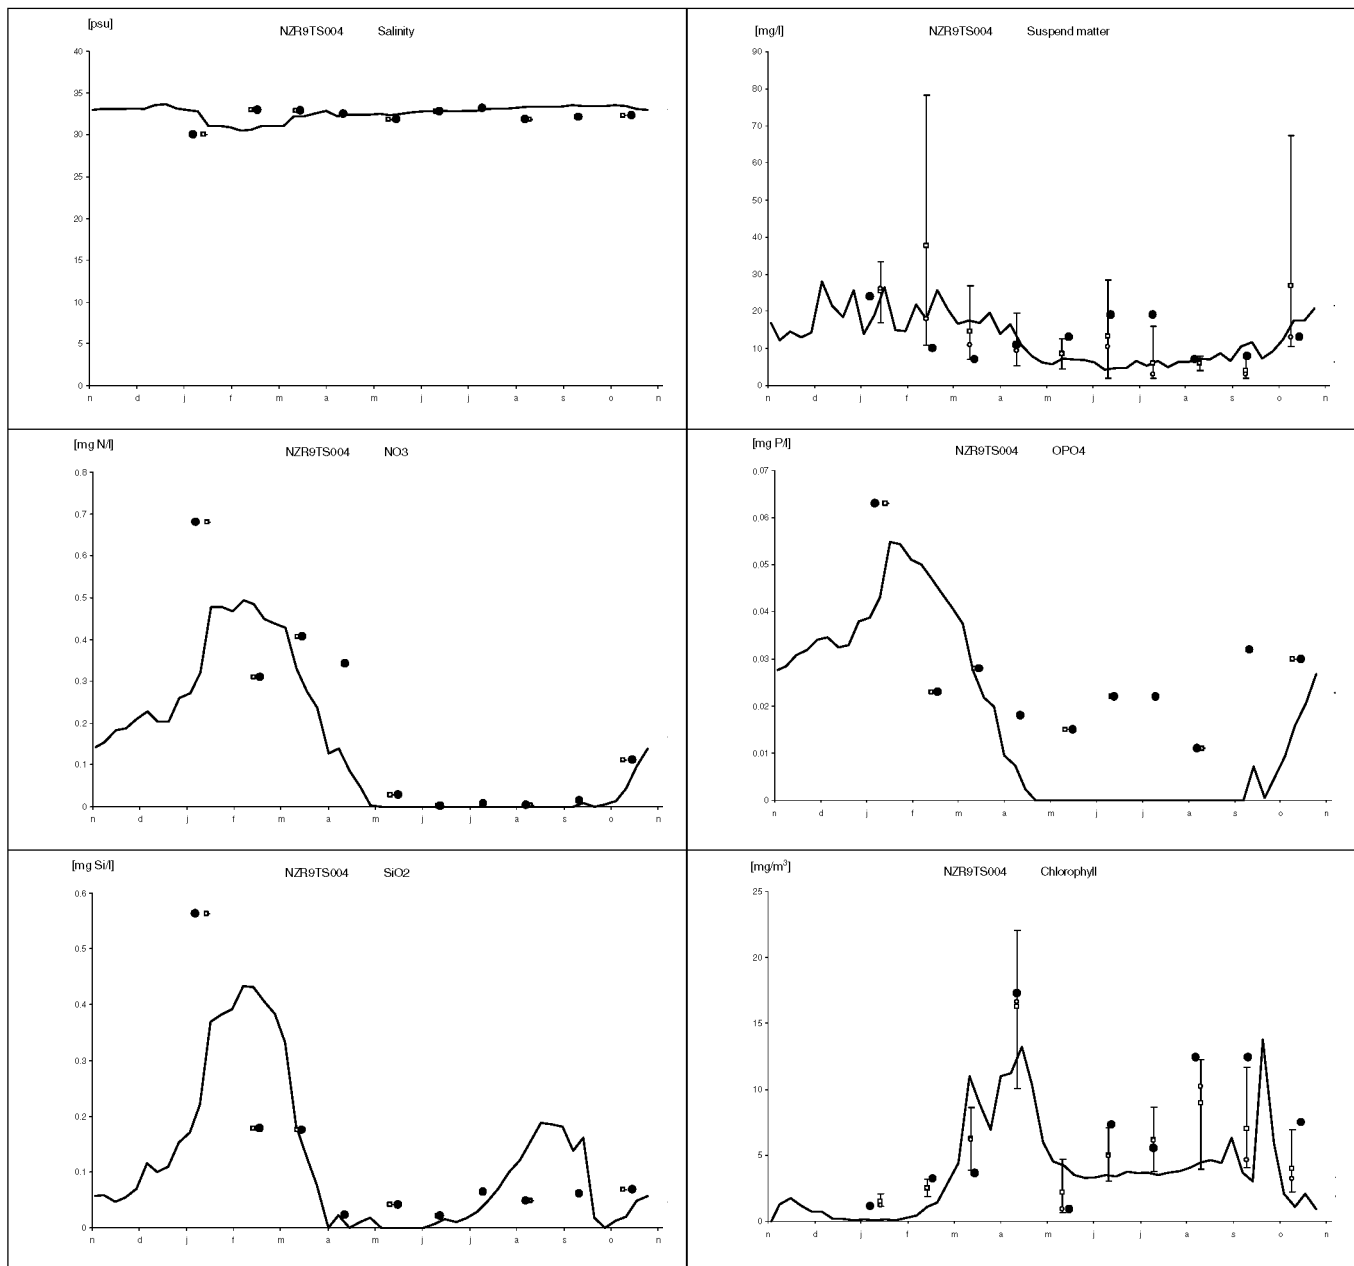 [psu]
NZR9TS004 Salinity
40
35
30
25
20
15
10
5
0
n d j f m a m j j a s o n
[mg/l]
NZR9TS004 Suspend matter
90
80
70
60
50
40
30
20
10
0
n d j f m a m j j a s o n
[mg N/l]
NZR9TS004 NO3
0.8
0.7
0.6
0.5
0.4
0.3
0.2
0.1
0
n d j f m a m j j a s o n
[mg P/l]
NZR9TS004 OPO4
0.07
0.06
0.05
0.04
0.03
0.02
0.01
0
n d j f m a m j j a s o n
[mg Si/l]
NZR9TS004 SiO2
0.6
0.5
0.4
0.3
0.2
0.1
0
n d j f m a m j j a s o n
[mg/m³]
NZR9TS004 Chlorophyll
25
20
15
10
5
0
n d j f m a m j j a s o n